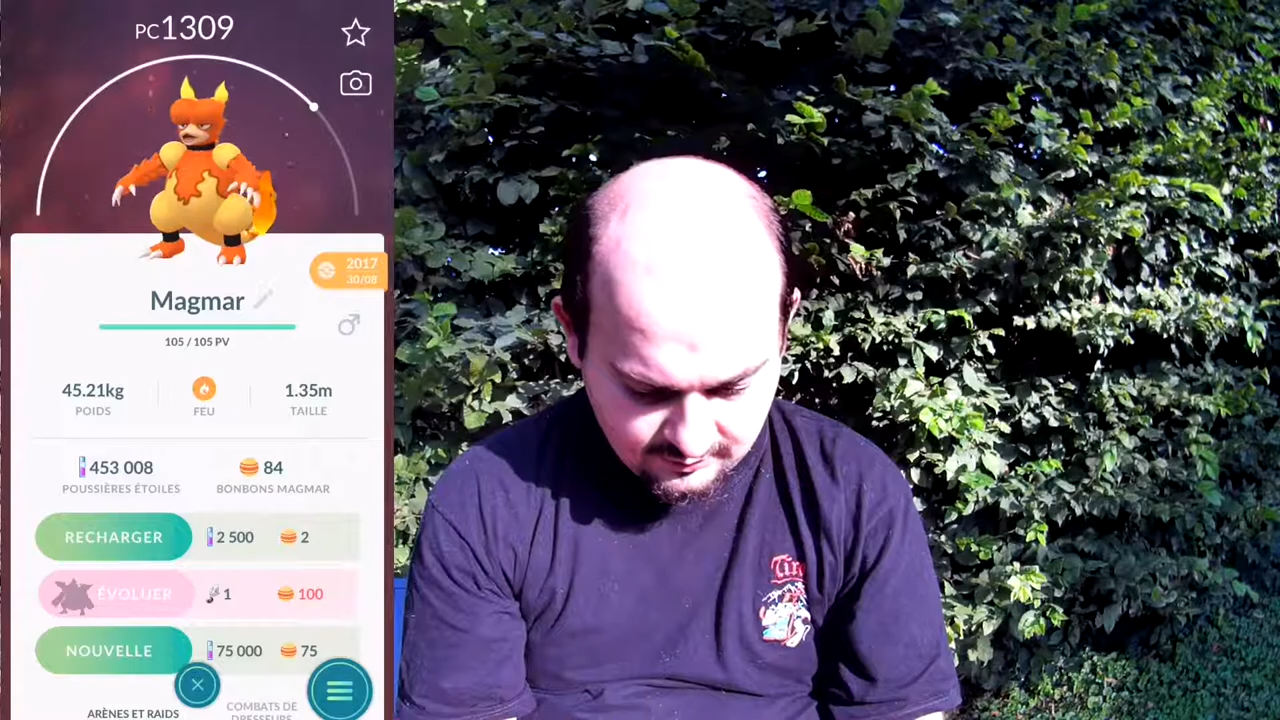 PC1309
2017
30/08
Magmar
105 / 105 PV
45.21kg
POIDS
FEU
1.35m
TAILLE
453 008
POUSSIÈRES ÉTOILES
84
BONBONS MAGMAR
RECHARGER 2 500 2
ÉVOLUER 1 100
NOUVELLE 75 000 75
ARÈNES ET RAIDS
COMBATS DE
DRESSEURS